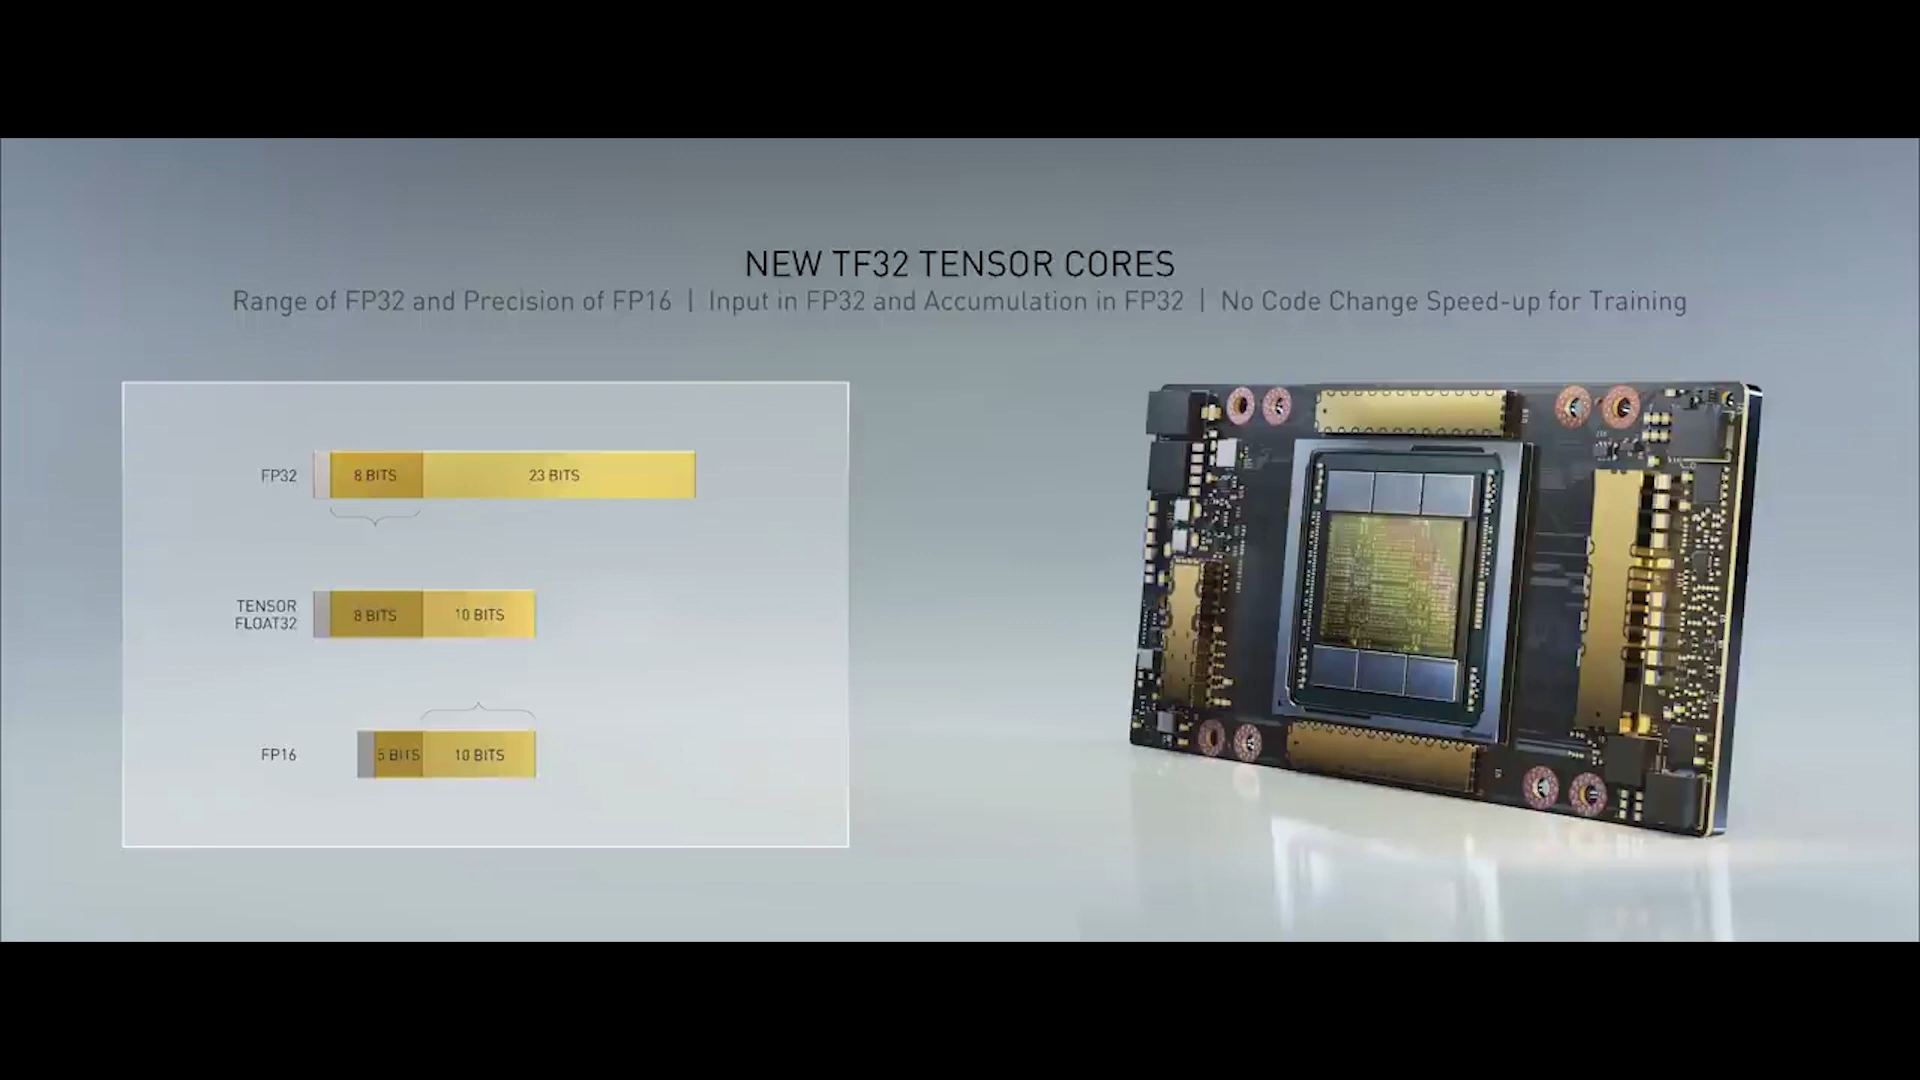 NEW TF32 TENSOR CORES
Range of FP32 and Precision of FP16 | Input in FP32 and Accumulation in FP32 | No Code Change Speed-up for Training
FP32
8 BITS
23 BITS
TENSOR
FLOAT32
8 BITS
10 BITS
FP16
5 BITS
10 BITS